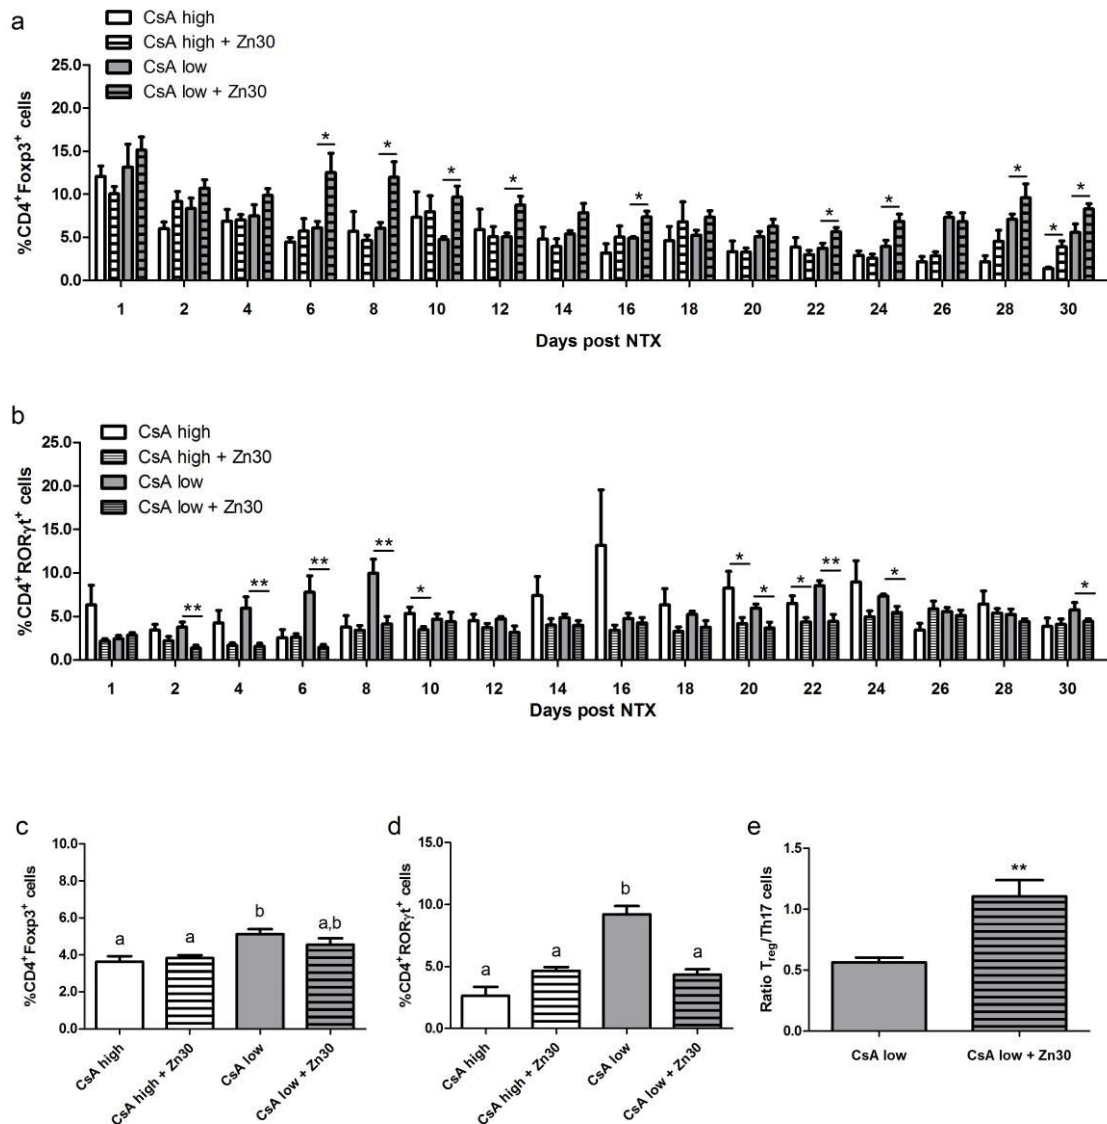 a
CsA high
CsA high + Zn30
CsA low
CsA low + Zn30
%CD4+Foxp3+ cells
25.0
20.0
15.0
10.0
5.0
0.0
* * * * * * * * * *
1 2 4 6 8 10 12 14 16 18 20 22 24 26 28 30
Days post NTX
b
CsA high
CsA high + Zn30
CsA low
CsA low + Zn30
%CD4+RORγt+ cells
25.0
20.0
15.0
10.0
5.0
0.0
** ** ** ** * * * * ** * *
1 2 4 6 8 10 12 14 16 18 20 22 24 26 28 30
Days post NTX
c
%CD4+Foxp3+ cells
10.0
8.0
6.0
4.0
2.0
0.0
a a b a,b
CsA high
CsA high + Zn30
CsA low
CsA low + Zn30
d
%CD4+RORγt+ cells
15.0
10.0
5.0
0.0
a a b a
CsA high
CsA high + Zn30
CsA low
CsA low + Zn30
e
Ratio Treg/Th17 cells
1.5
1.0
0.5
0.0
**
CsA low
CsA low + Zn30